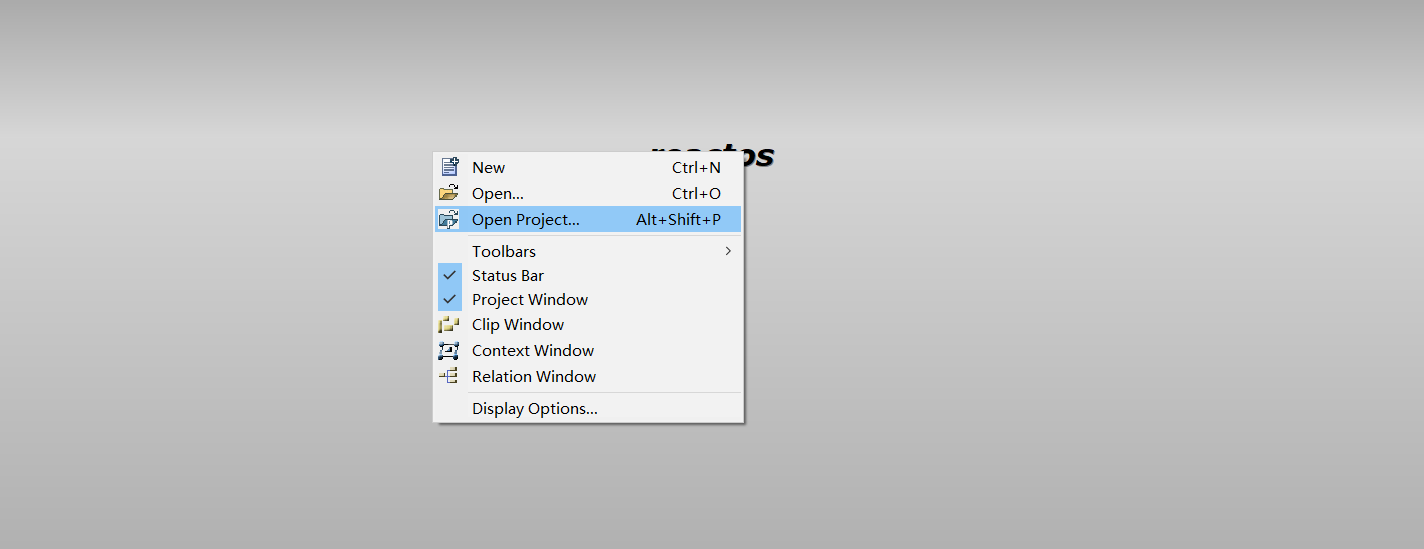 reactos
New Ctrl+N
Open... Ctrl+O
Open Project... Alt+Shift+P
Toolbars
Status Bar
Project Window
Clip Window
Context Window
Relation Window
Display Options...